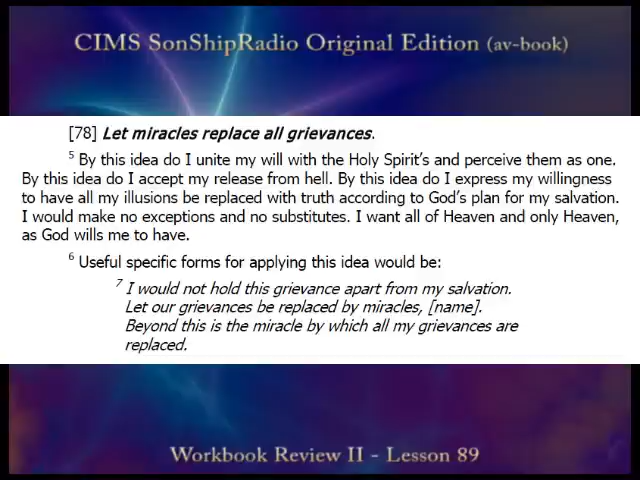 CIMS SonShipRadio Original Edition (av-book)
[78] Let miracles replace all grievances.
5 By this idea do I unite my will with the Holy Spirit's and perceive them as one.
By this idea do I accept my release from hell. By this idea do I express my willingness
to have all my illusions be replaced with truth according to God's plan for my salvation.
I would make no exceptions and no substitutes. I want all of Heaven and only Heaven,
as God wills me to have.
6 Useful specific forms for applying this idea would be:
7 I would not hold this grievance apart from my salvation.
Let our grievances be replaced by miracles, [name].
Beyond this is the miracle by which all my grievances are
replaced.
Workbook Review II - Lesson 89